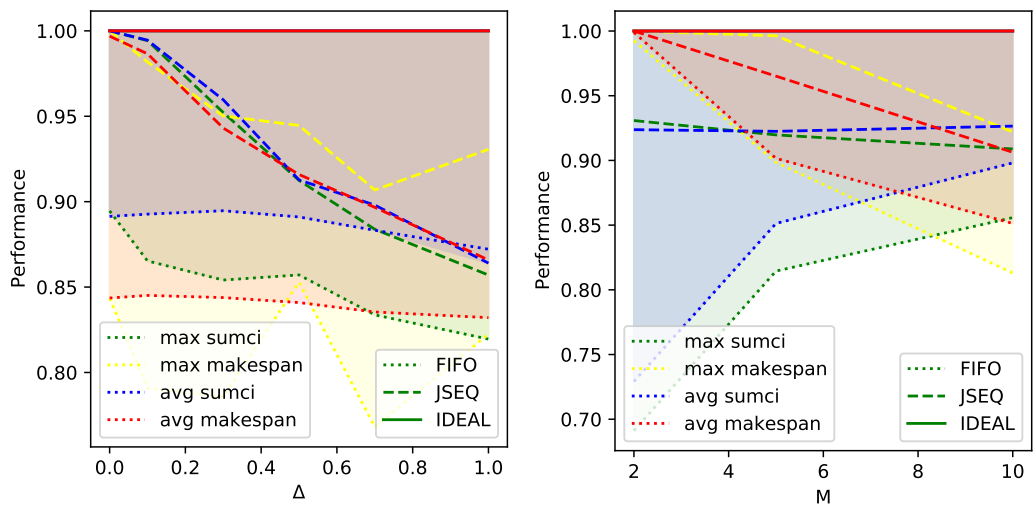 1.00
0.95
0.90
0.85
0.80
Performance
max sumci
max makespan
avg sumci
avg makespan
FIFO
JSEQ
IDEAL
0.0 0.2 0.4 0.6 0.8 1.0
Δ
1.00
0.95
0.90
0.85
0.80
0.75
0.70
Performance
max sumci
max makespan
avg sumci
avg makespan
FIFO
JSEQ
IDEAL
2 4 6 8 10
M